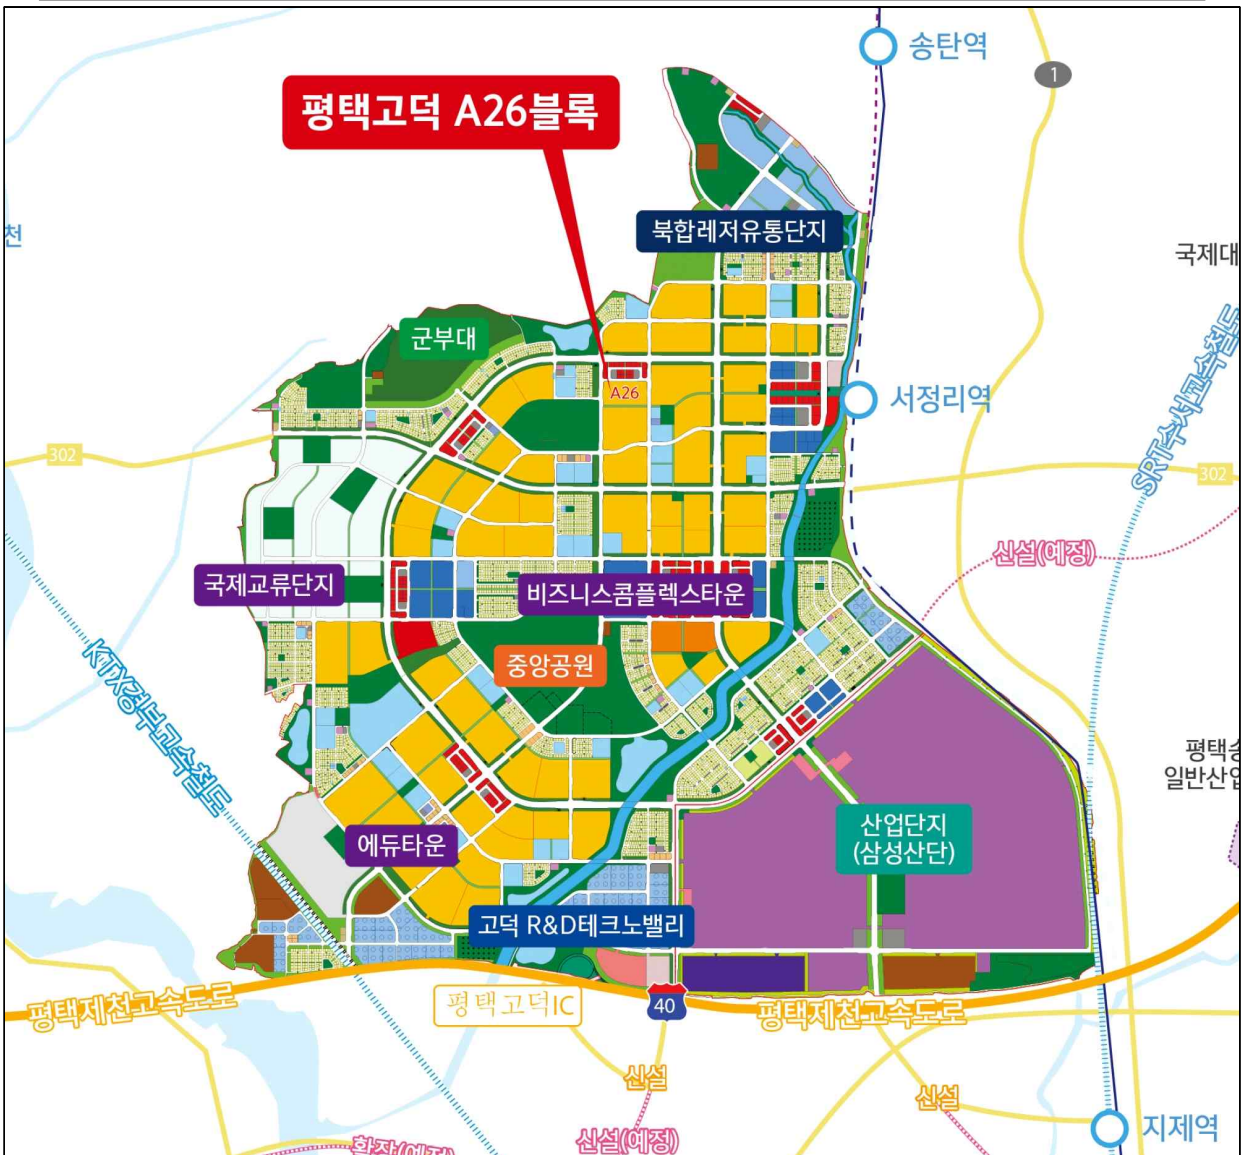 송탄역
1
평택고덕 A26블록
북합레저유통단지
천
국제대
군부대
A26
서정리역
SRT수서고속철도
302
302
신설(예정)
국제교류단지
비즈니스콤플렉스타운
중앙공원
KTX경부고속철도
평택송
일반산업
산업단지
(삼성산단)
에듀타운
고덕 R&D테크노밸리
평택제천고속도로
평택고덕IC
40
평택제천고속도로
신설
신설
신설(예정)
확장(예정)
지제역